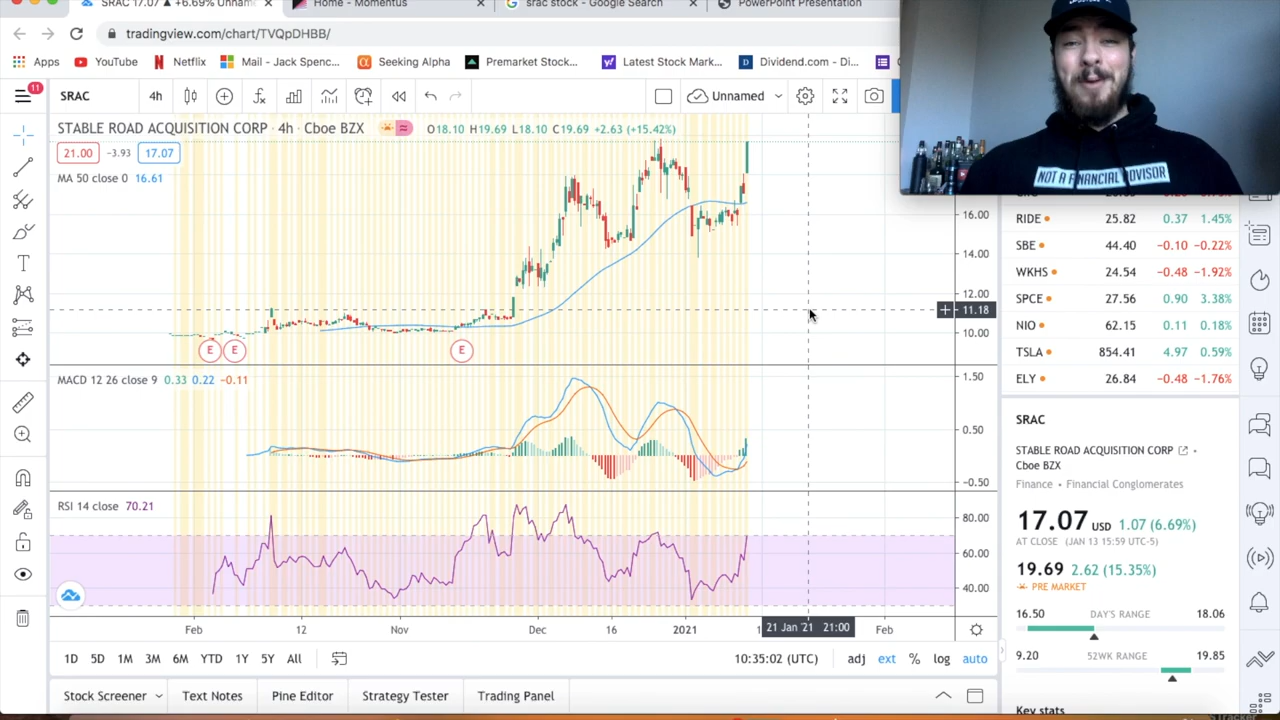 SRAC 17.07 ▲ +6.69% Unnam
Home - Momentus
srac stock - Google Search
PowerPoint Presentation
tradingview.com/chart/TVQpDHBB/
Apps YouTube Netflix Mail - Jack Spenc... Seeking Alpha Premarket Stock... Latest Stock Mark... Dividend.com - Di...
11
SRAC 4h Unnamed
STABLE ROAD ACQUISITION CORP · 4h · Cboe BZX O18.10 H19.69 L18.10 C19.69 +2.63 (+15.42%)
21.00 −3.93 17.07
MA 50 close 0 16.61
NOT A FINANCIAL ADVISOR
16.00
14.00
12.00
11.18
10.00
E E E
MACD 12 26 close 9 0.33 0.22 −0.11
1.50
0.50
−0.50
RSI 14 close 70.21
80.00
60.00
40.00
Feb 12 Nov Dec 16 2021 21 Jan '21 21:00 Feb
1D 5D 1M 3M 6M YTD 1Y 5Y All 10:35:02 (UTC) adj ext % log auto
Stock Screener Text Notes Pine Editor Strategy Tester Trading Panel
RIDE 25.82 0.37 1.45%
SBE 44.40 −0.10 −0.22%
WKHS 24.54 −0.48 −1.92%
SPCE 27.56 0.90 3.38%
NIO 62.15 0.11 0.18%
TSLA 854.41 4.97 0.59%
ELY 26.84 −0.48 −1.76%
SRAC
STABLE ROAD ACQUISITION CORP •
Cboe BZX
Finance • Financial Conglomerates
17.07 USD 1.07 (6.69%)
AT CLOSE (JAN 13 15:59 UTC-5)
19.69 2.62 (15.35%)
PRE MARKET
16.50 DAY'S RANGE 18.06
9.20 52WK RANGE 19.85
Key stats